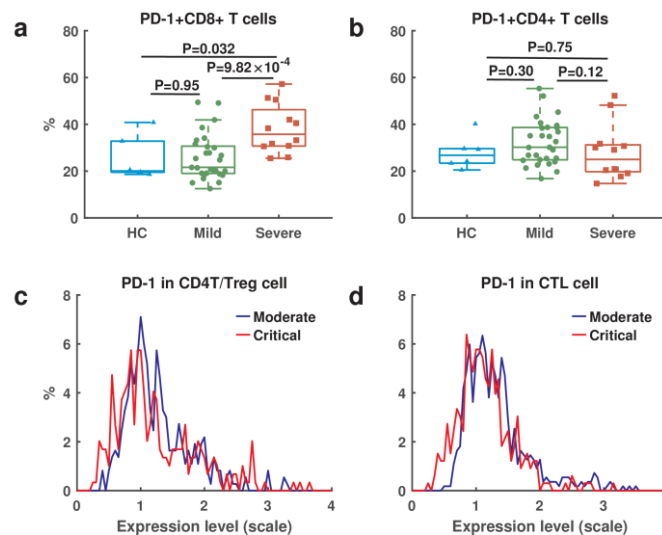 a
PD-1+CD8+ T cells
80
60
40
20
0
%
P=0.032
P=9.82×10⁻⁴
P=0.95
HC
Mild
Severe
b
PD-1+CD4+ T cells
80
60
40
20
0
P=0.75
P=0.30
P=0.12
HC
Mild
Severe
c
PD-1 in CD4T/Treg cell
8
6
4
2
0
%
Moderate
Critical
0
1
2
3
4
Expression level (scale)
d
PD-1 in CTL cell
8
6
4
2
0
Moderate
Critical
0
1
2
3
Expression level (scale)